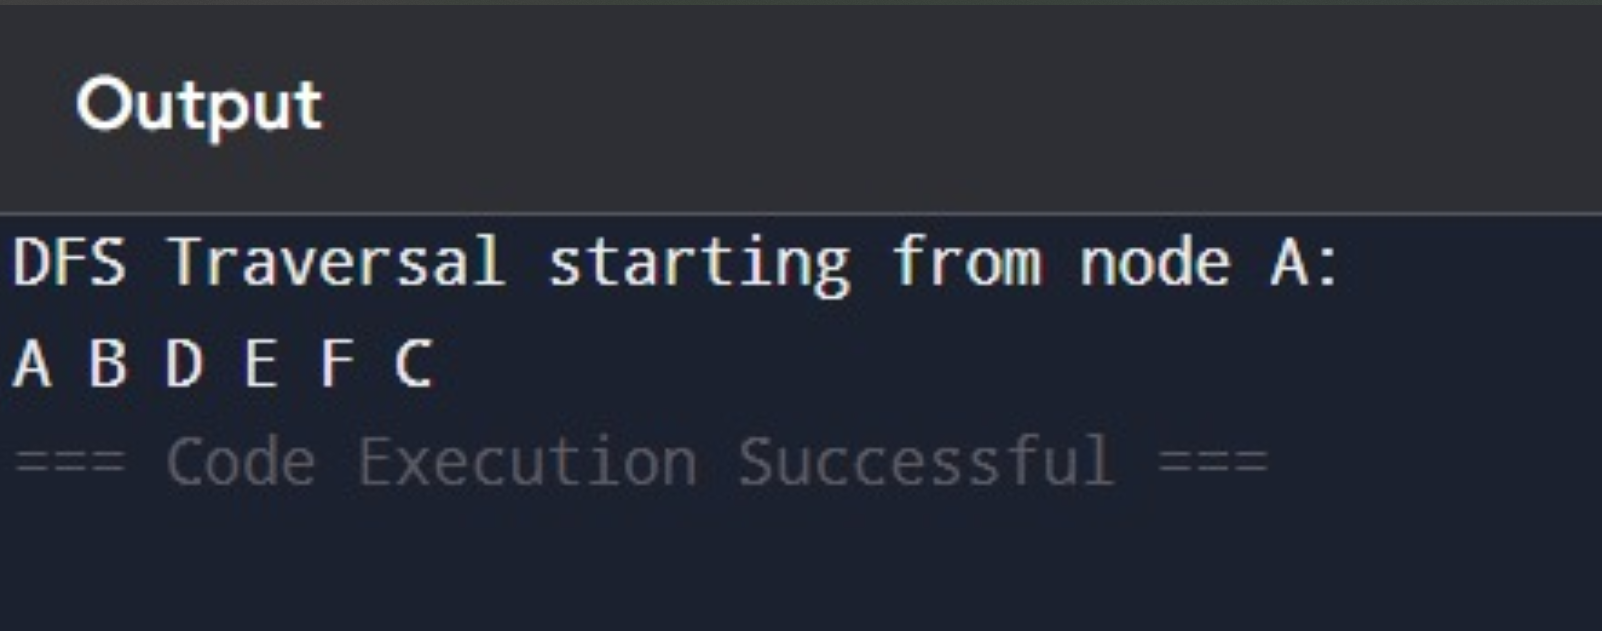 Output
DFS Traversal starting from node A:
A B D E F C
=== Code Execution Successful ===